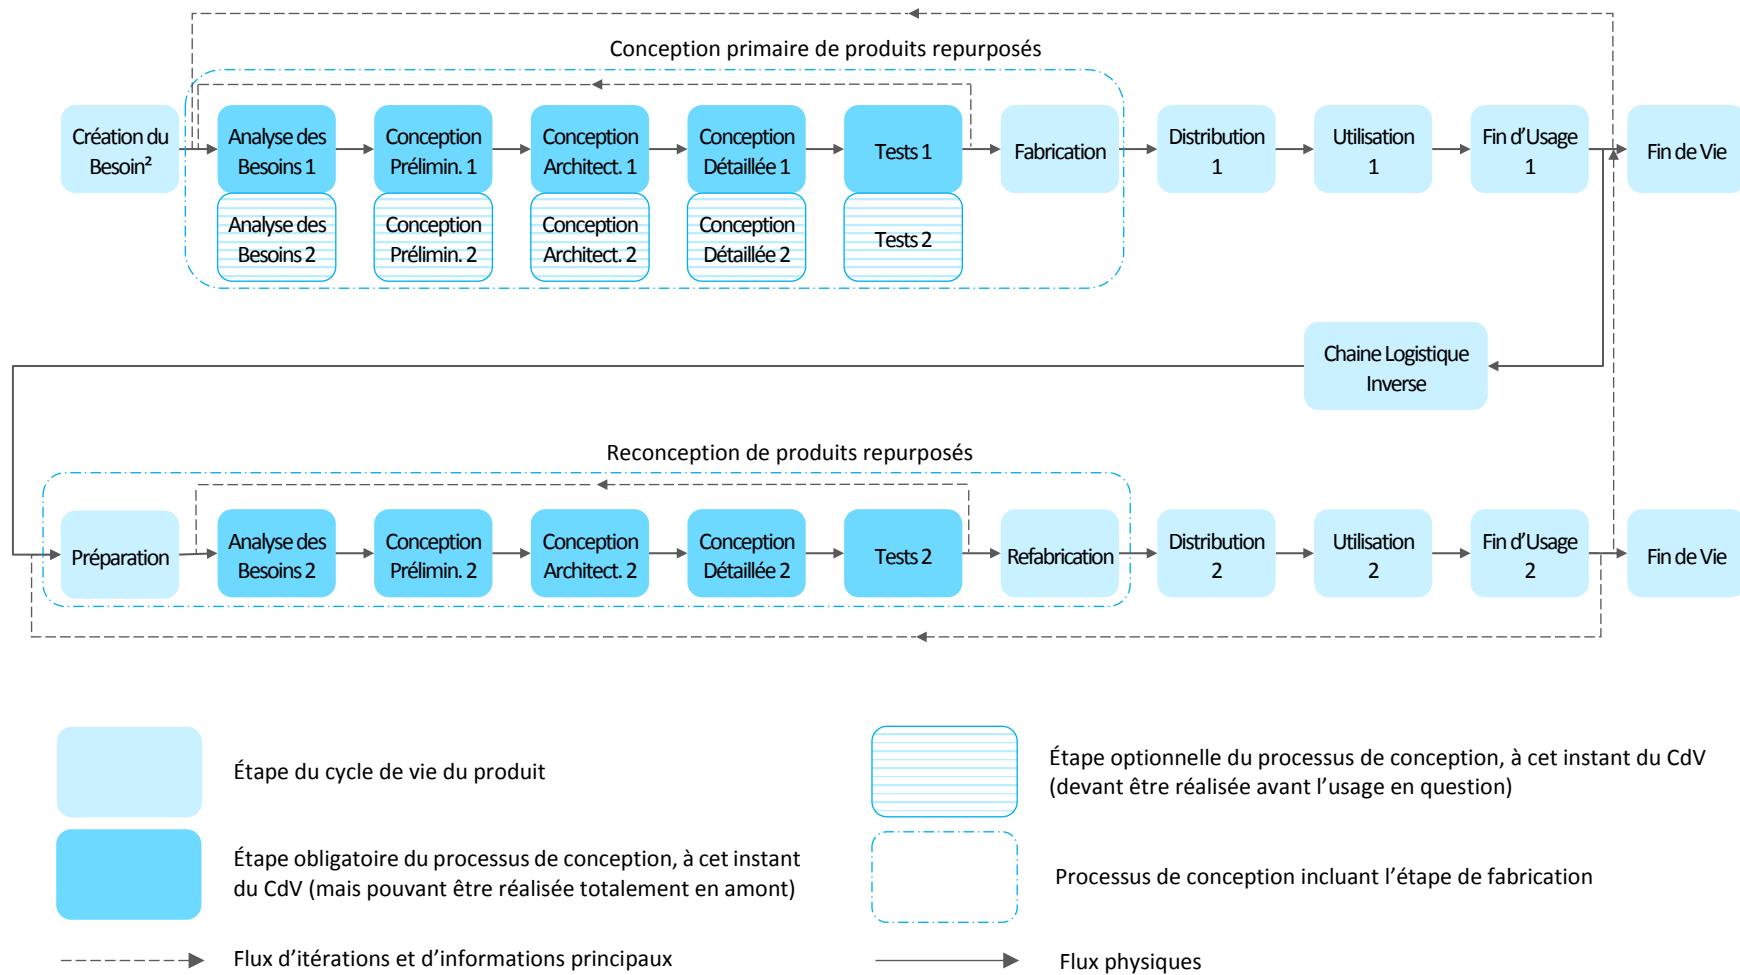 Conception primaire de produits repurposés
Création du
Besoin²
Analyse des
Besoins 1
Conception
Prélimin. 1
Conception
Architect. 1
Conception
Détaillée 1
Tests 1
Fabrication
Distribution
1
Utilisation
1
Fin d’Usage
1
Fin de Vie
Analyse des
Besoins 2
Conception
Prélimin. 2
Conception
Architect. 2
Conception
Détaillée 2
Tests 2
Chaine Logistique
Inverse
Reconception de produits repurposés
Préparation
Analyse des
Besoins 2
Conception
Prélimin. 2
Conception
Architect. 2
Conception
Détaillée 2
Tests 2
Refabrication
Distribution
2
Utilisation
2
Fin d’Usage
2
Fin de Vie
Étape du cycle de vie du produit
Étape optionnelle du processus de conception, à cet instant du CdV
(devant être réalisée avant l’usage en question)
Étape obligatoire du processus de conception, à cet instant
du CdV (mais pouvant être réalisée totalement en amont)
Processus de conception incluant l’étape de fabrication
Flux d’itérations et d’informations principaux
Flux physiques